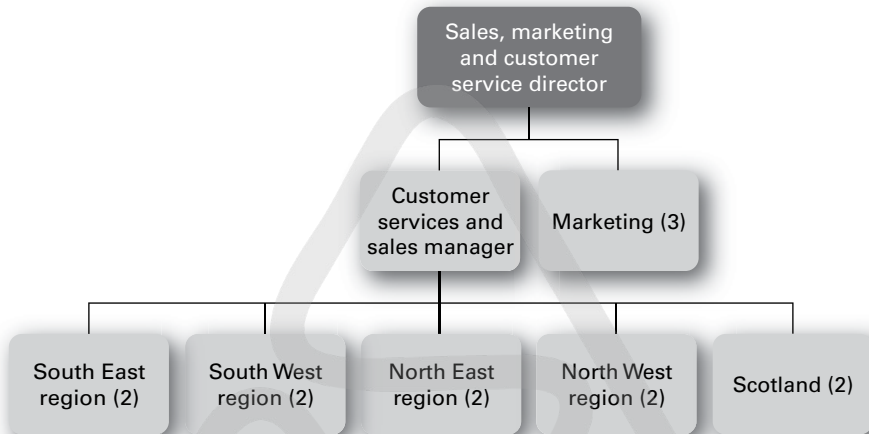 Sales, marketing
and customer
service director
Customer
services and
sales manager
Marketing (3)
South East
region (2)
South West
region (2)
North East
region (2)
North West
region (2)
Scotland (2)